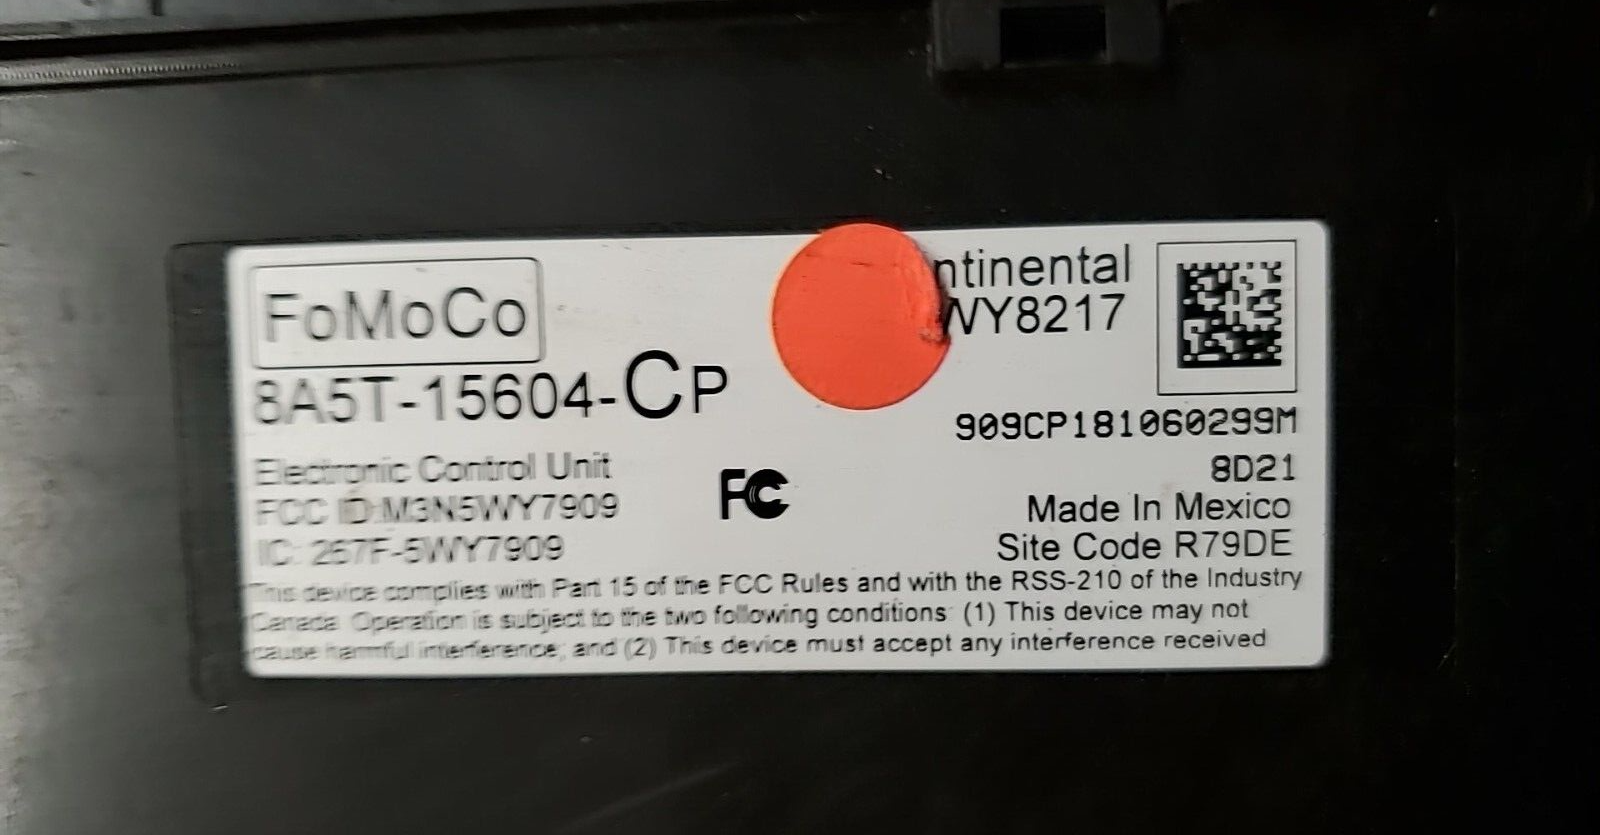 FoMoCo
8A5T-15604-CP
ntinental
WY8217
909CP181060299M
8D21
Made In Mexico
Site Code R79DE
Electronic Control Unit
FCC ID:M3N5WY7909
IC: 267F-5WY7909
FC
This device complies with Part 15 of the FCC Rules and with the RSS-210 of the Industry
Canada. Operation is subject to the two following conditions: (1) This device may not
cause harmful interference, and (2) This device must accept any interference received